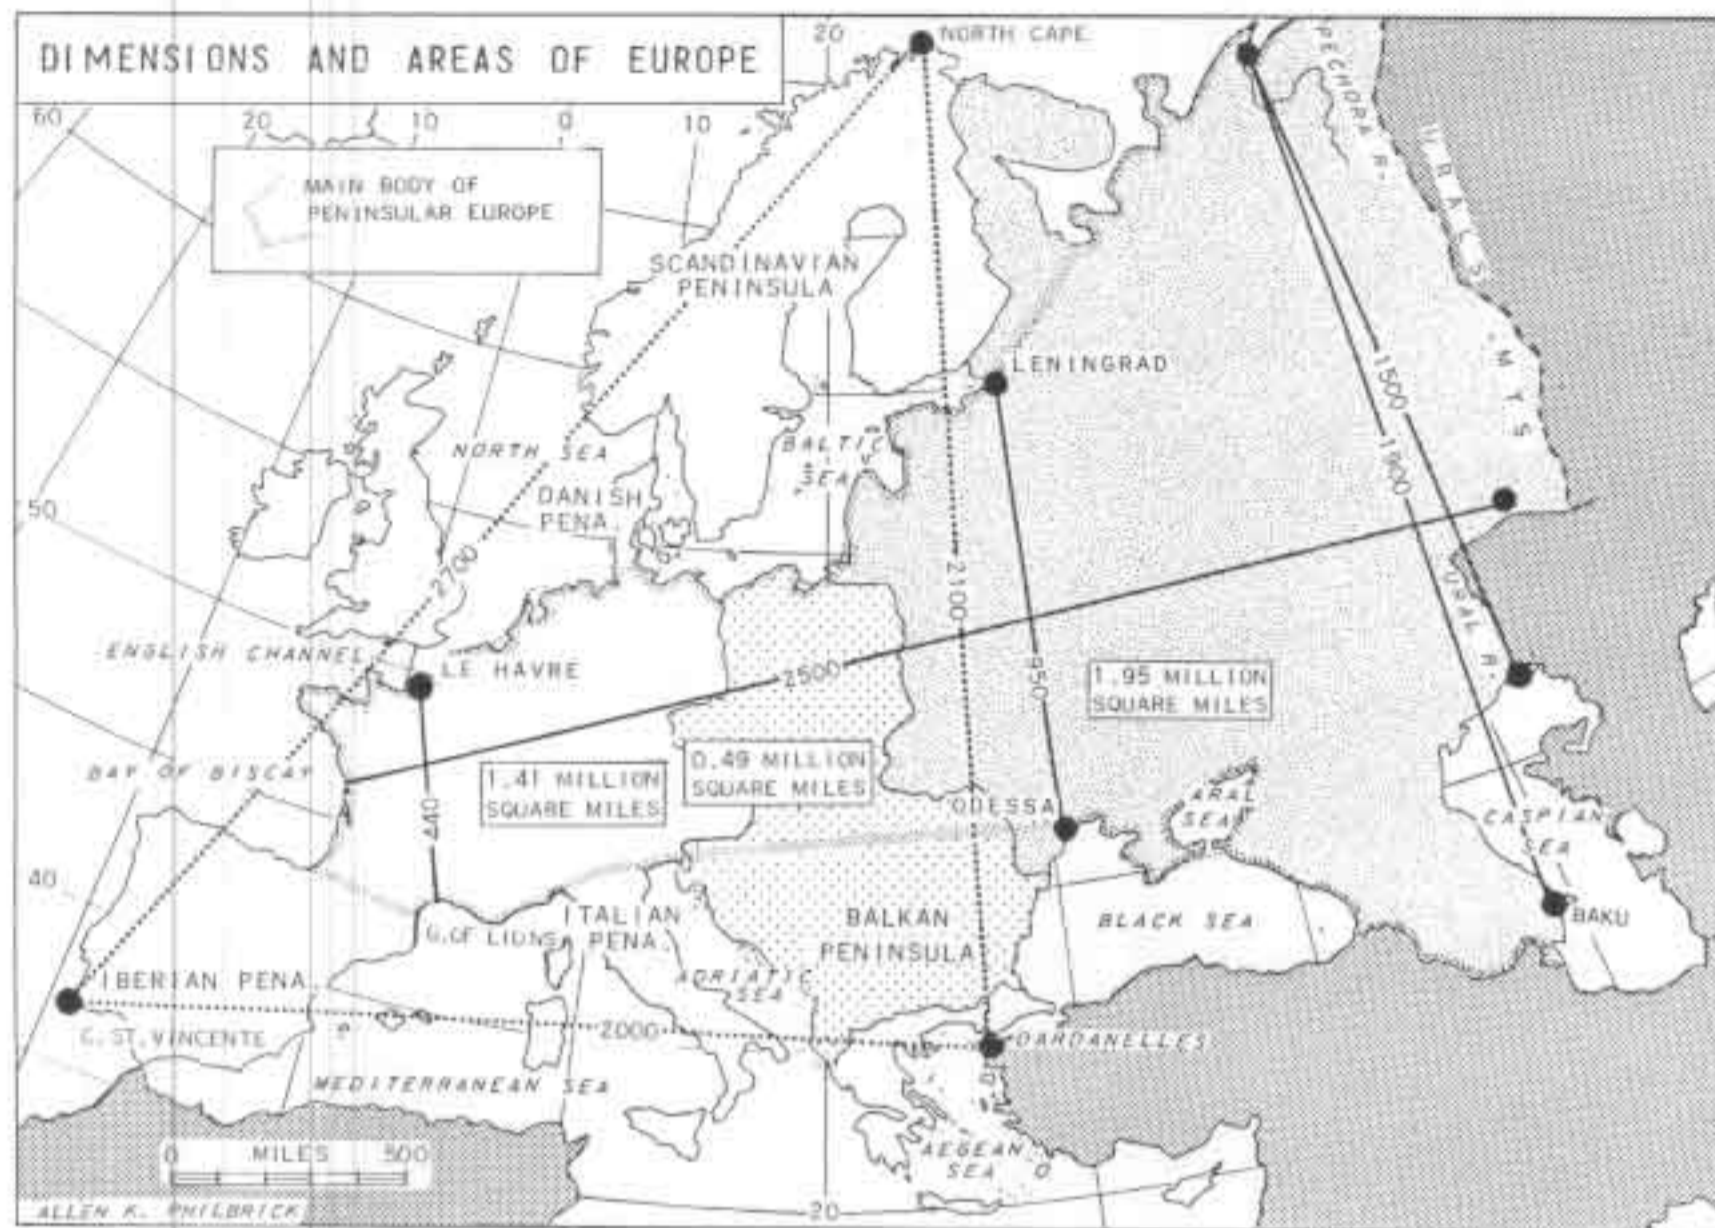 DIMENSIONS AND AREAS OF EUROPE
20
NORTH CAPE
PECHORA R.
60
20
10
0
10
MAIN BODY OF
PENINSULAR EUROPE
URALS
MTS
SCANDINAVIAN
PENINSULA
LENINGRAD
1500
1900
NORTH SEA
BALTIC
SEA
DANISH
PENA.
50
2700
2100
URAL R.
ENGLISH CHANNEL
LE HAVRE
2500
950
1.95 MILLION
SQUARE MILES
BAY OF BISCAY
1.41 MILLION
SQUARE MILES
0.49 MILLION
SQUARE MILES
440
ODESSA
ARAL
SEA
CASPIAN
SEA
40
ITALIAN
PENA.
G. OF LIONS
BALKAN
PENINSULA
BLACK SEA
BAKU
IBERIAN PENA.
ADRIATIC
SEA
C. ST. VINCENTE
2000
DARDANELLES
MEDITERRANEAN SEA
AEGEAN
SEA
0 MILES 500
20
ALLEN K. PHILBRICK